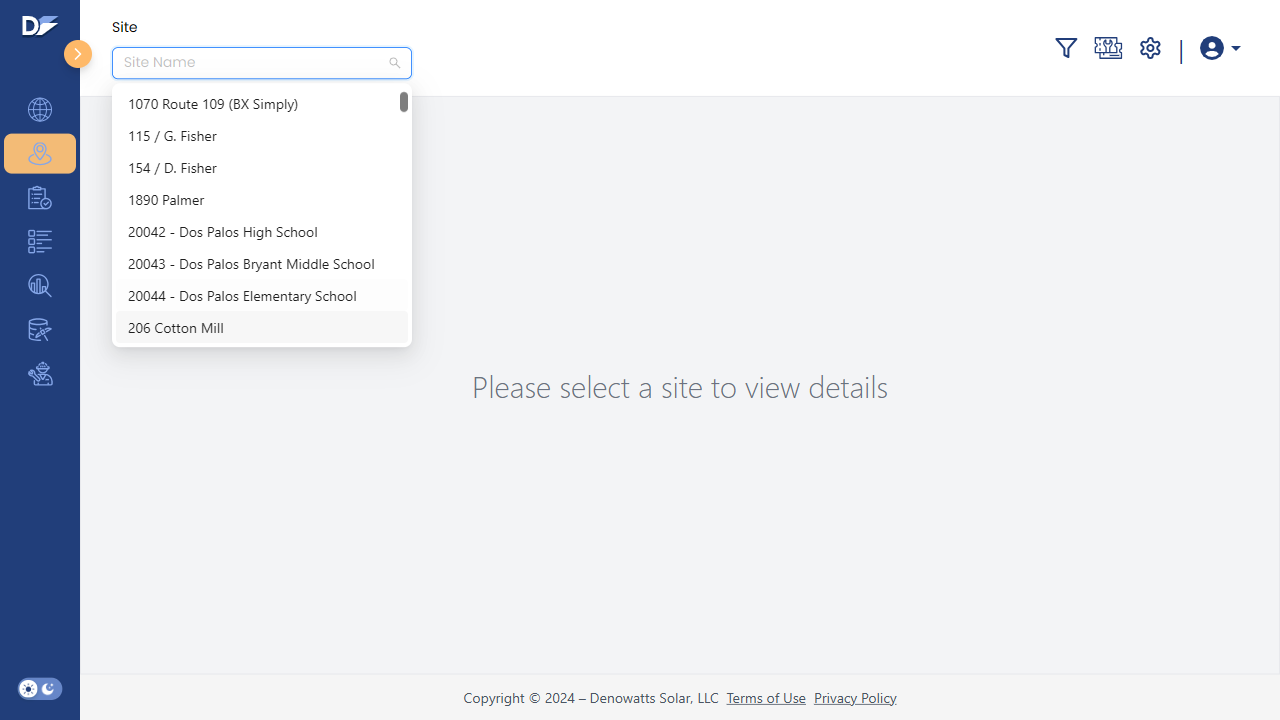 Site
Site Name
1070 Route 109 (BX Simply)
115 / G. Fisher
154 / D. Fisher
1890 Palmer
20042 - Dos Palos High School
20043 - Dos Palos Bryant Middle School
20044 - Dos Palos Elementary School
206 Cotton Mill
Please select a site to view details
Copyright © 2024 – Denowatts Solar, LLC Terms of Use Privacy Policy